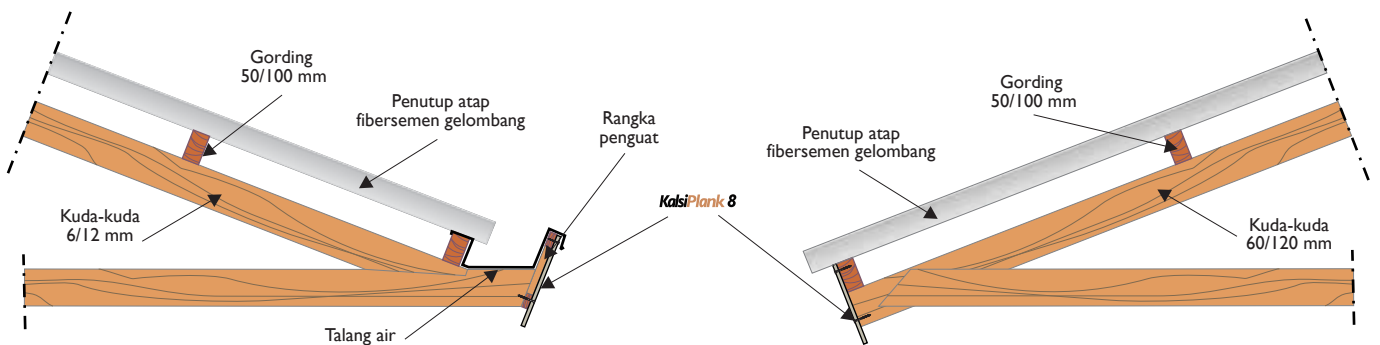 Gording
50/100 mm
Penutup atap
fibersemen gelombang
Rangka
penguat
Kuda-kuda
6/12 mm
Talang air
KalsiPlank 8
Gording
50/100 mm
Penutup atap
fibersemen gelombang
Kuda-kuda
60/120 mm